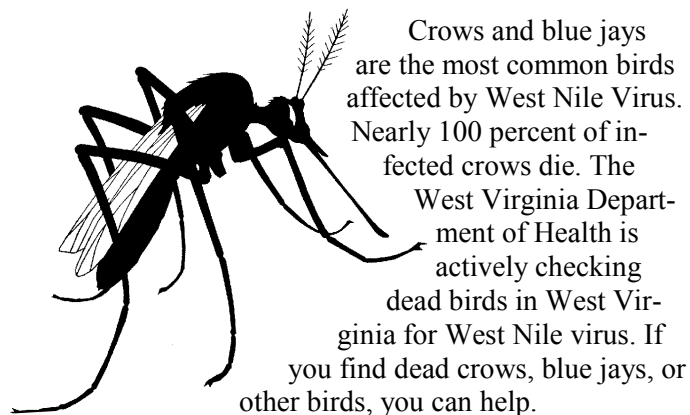 Crows and blue jays
are the most common birds
affected by West Nile Virus.
Nearly 100 percent of in-
fected crows die. The
West Virginia Depart-
ment of Health is
actively checking
dead birds in West Vir-
ginia for West Nile virus. If
you find dead crows, blue jays, or
other birds, you can help.